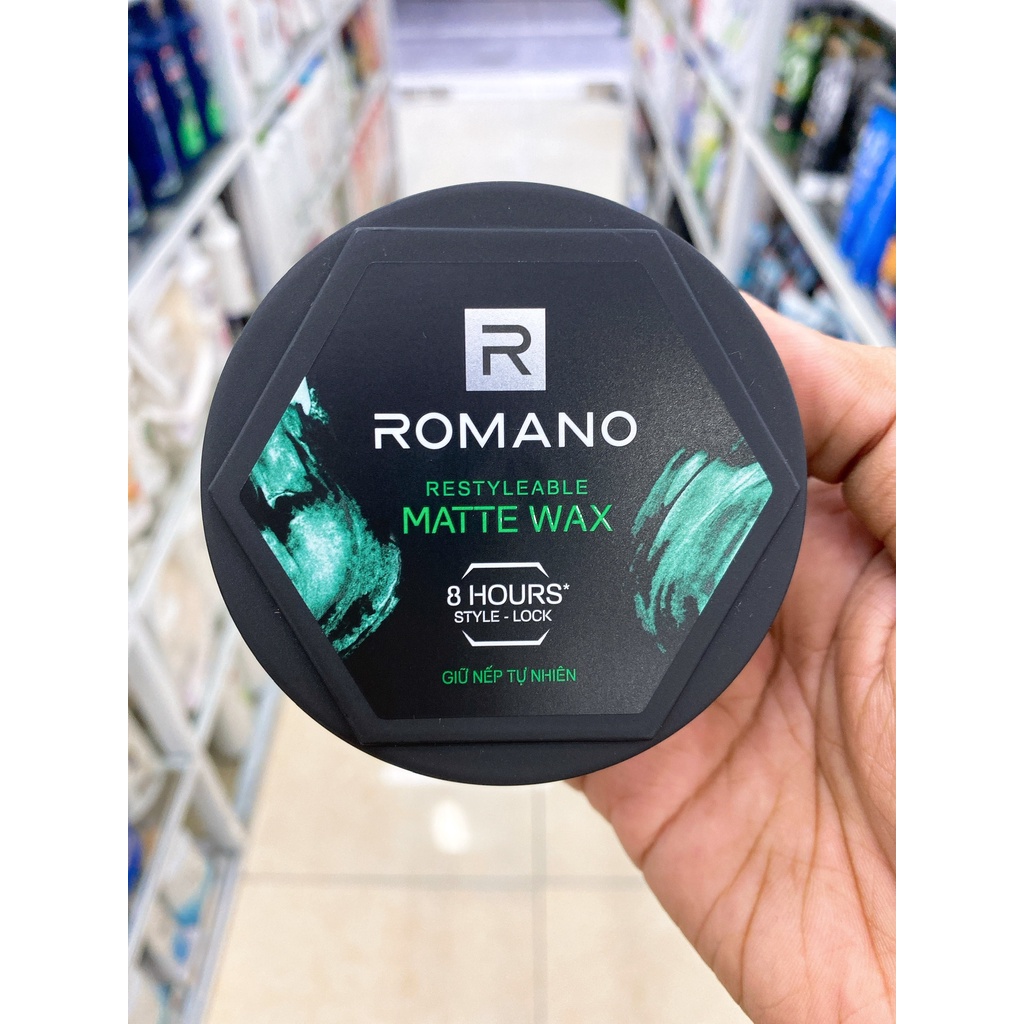 R
ROMANO
RESTYLEABLE
MATTE WAX
8 HOURS*
STYLE - LOCK
GIỮ NẾP TỰ NHIÊN